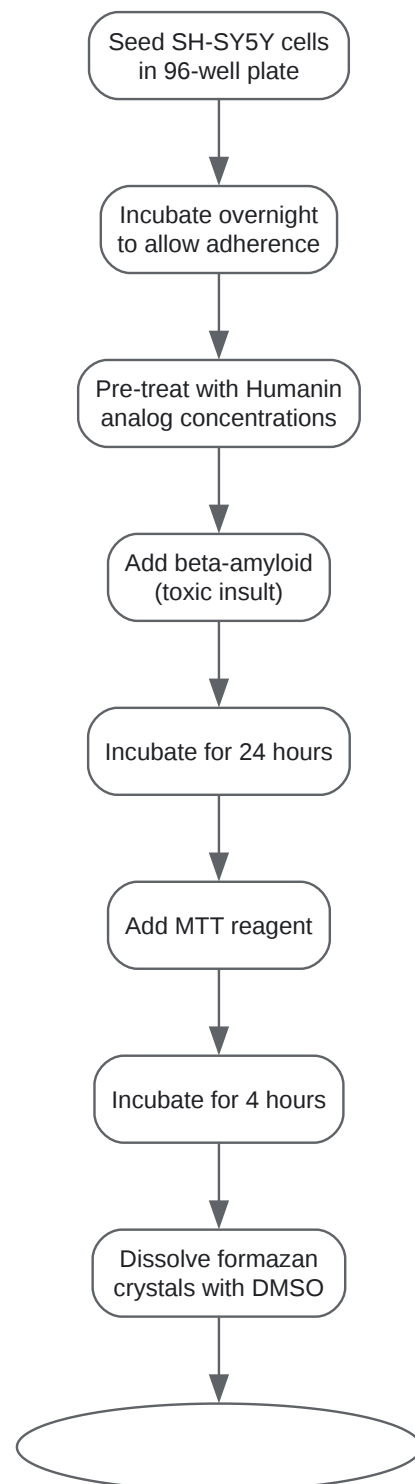 Seed SH-SY5Y cells
in 96-well plate
Incubate overnight
to allow adherence
Pre-treat with Humanin
analog concentrations
Add beta-amyloid
(toxic insult)
Incubate for 24 hours
Add MTT reagent
Incubate for 4 hours
Dissolve formazan
crystals with DMSO